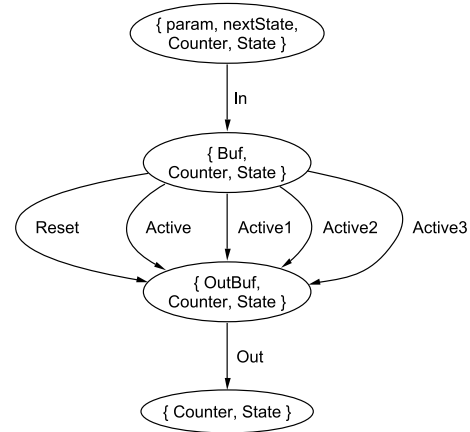 { param, nextState,
Counter, State }
In
{ Buf,
Counter, State }
Reset
Active
Active1
Active2
Active3
{ OutBuf,
Counter, State }
Out
{ Counter, State }